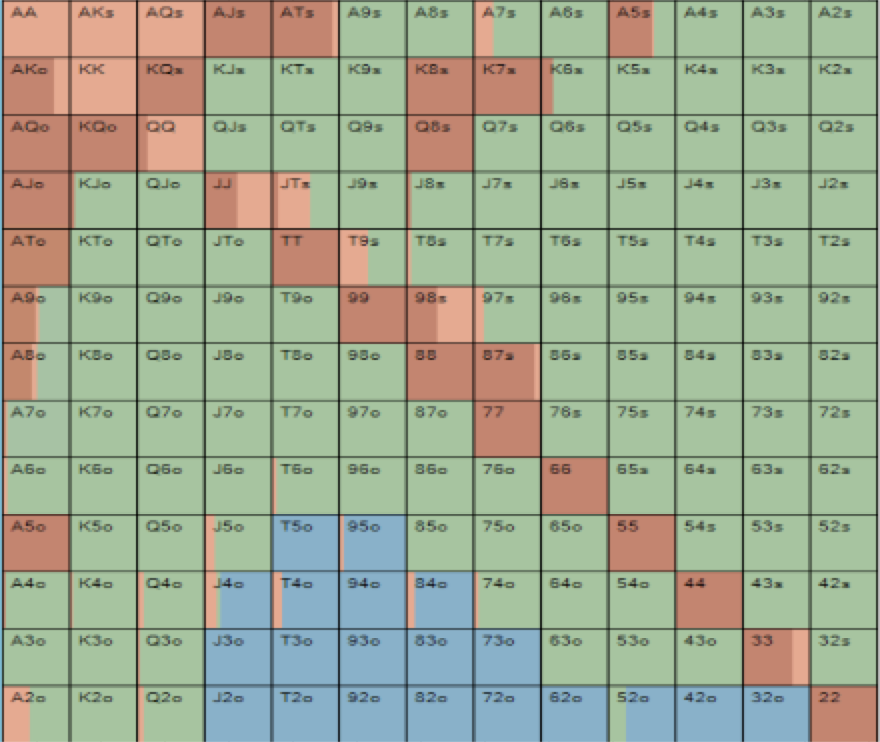 AA AKs AQs AJs ATs A9s A8s A7s A6s A5s A4s A3s A2s
AKo KK KQs KJs KTs K9s K8s K7s K6s K5s K4s K3s K2s
AQo KQo QQ QJs QTs Q9s Q8s Q7s Q6s Q5s Q4s Q3s Q2s
AJo KJo QJo JJ JTs J9s J8s J7s J6s J5s J4s J3s J2s
ATo KTo QTo JTo TT T9s T8s T7s T6s T5s T4s T3s T2s
A9o K9o Q9o J9o T9o 99 98s 97s 96s 95s 94s 93s 92s
A8o K8o Q8o J8o T8o 98o 88 87s 86s 85s 84s 83s 82s
A7o K7o Q7o J7o T7o 97o 87o 77 76s 75s 74s 73s 72s
A6o K6o Q6o J6o T6o 96o 86o 76o 66 65s 64s 63s 62s
A5o K5o Q5o J5o T5o 95o 85o 75o 65o 55 54s 53s 52s
A4o K4o Q4o J4o T4o 94o 84o 74o 64o 54o 44 43s 42s
A3o K3o Q3o J3o T3o 93o 83o 73o 63o 53o 43o 33 32s
A2o K2o Q2o J2o T2o 92o 82o 72o 62o 52o 42o 32o 22